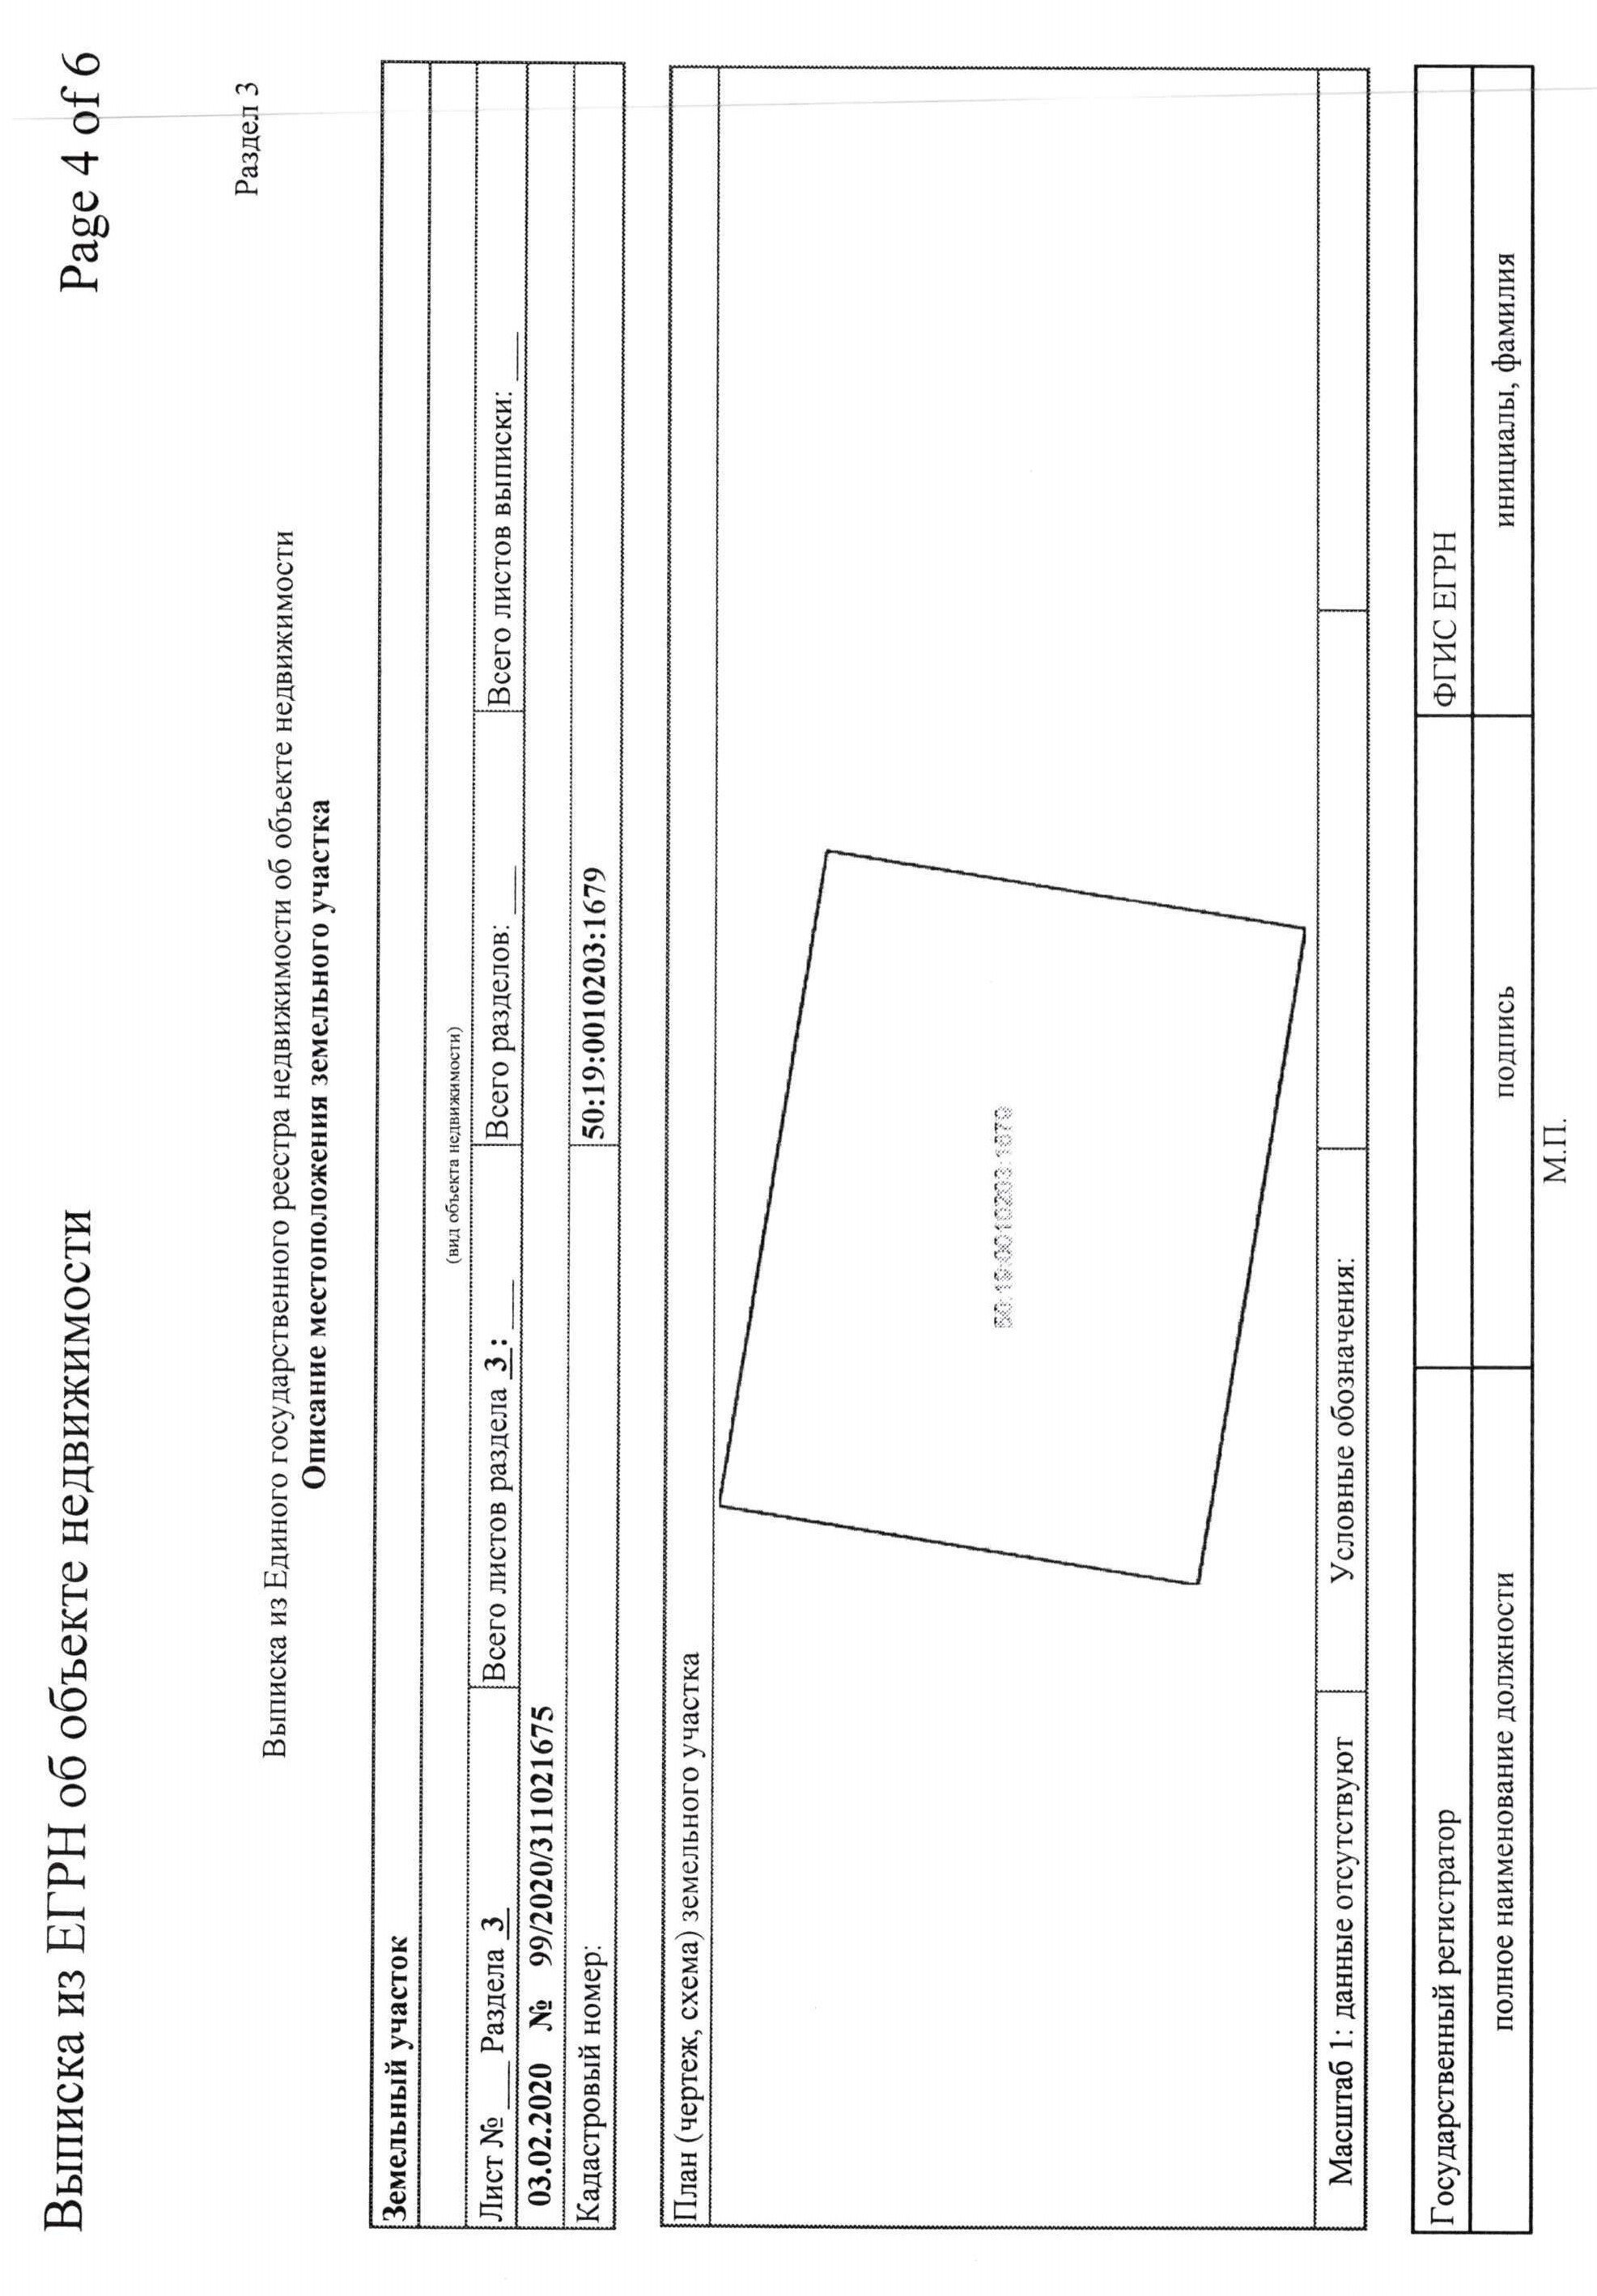 Выписка из ЕГРН об объекте недвижимости Page 4 of 6
Раздел 3
Выписка из Единого государственного реестра недвижимости об объекте недвижимости
Описание местоположения земельного участка
Земельный участок
(вид объекта недвижимости)
Лист № ___ Раздела 3 Всего листов раздела 3 : ___ Всего разделов: ___ Всего листов выписки: ___
03.02.2020 № 99/2020/311021675
Кадастровый номер: 50:19:0010203:1679
План (чертеж, схема) земельного участка
50:19:0010203:1679
Масштаб 1: данные отсутствуют Условные обозначения:
Государственный регистратор ФГИС ЕГРН
полное наименование должности подпись инициалы, фамилия
М.П.